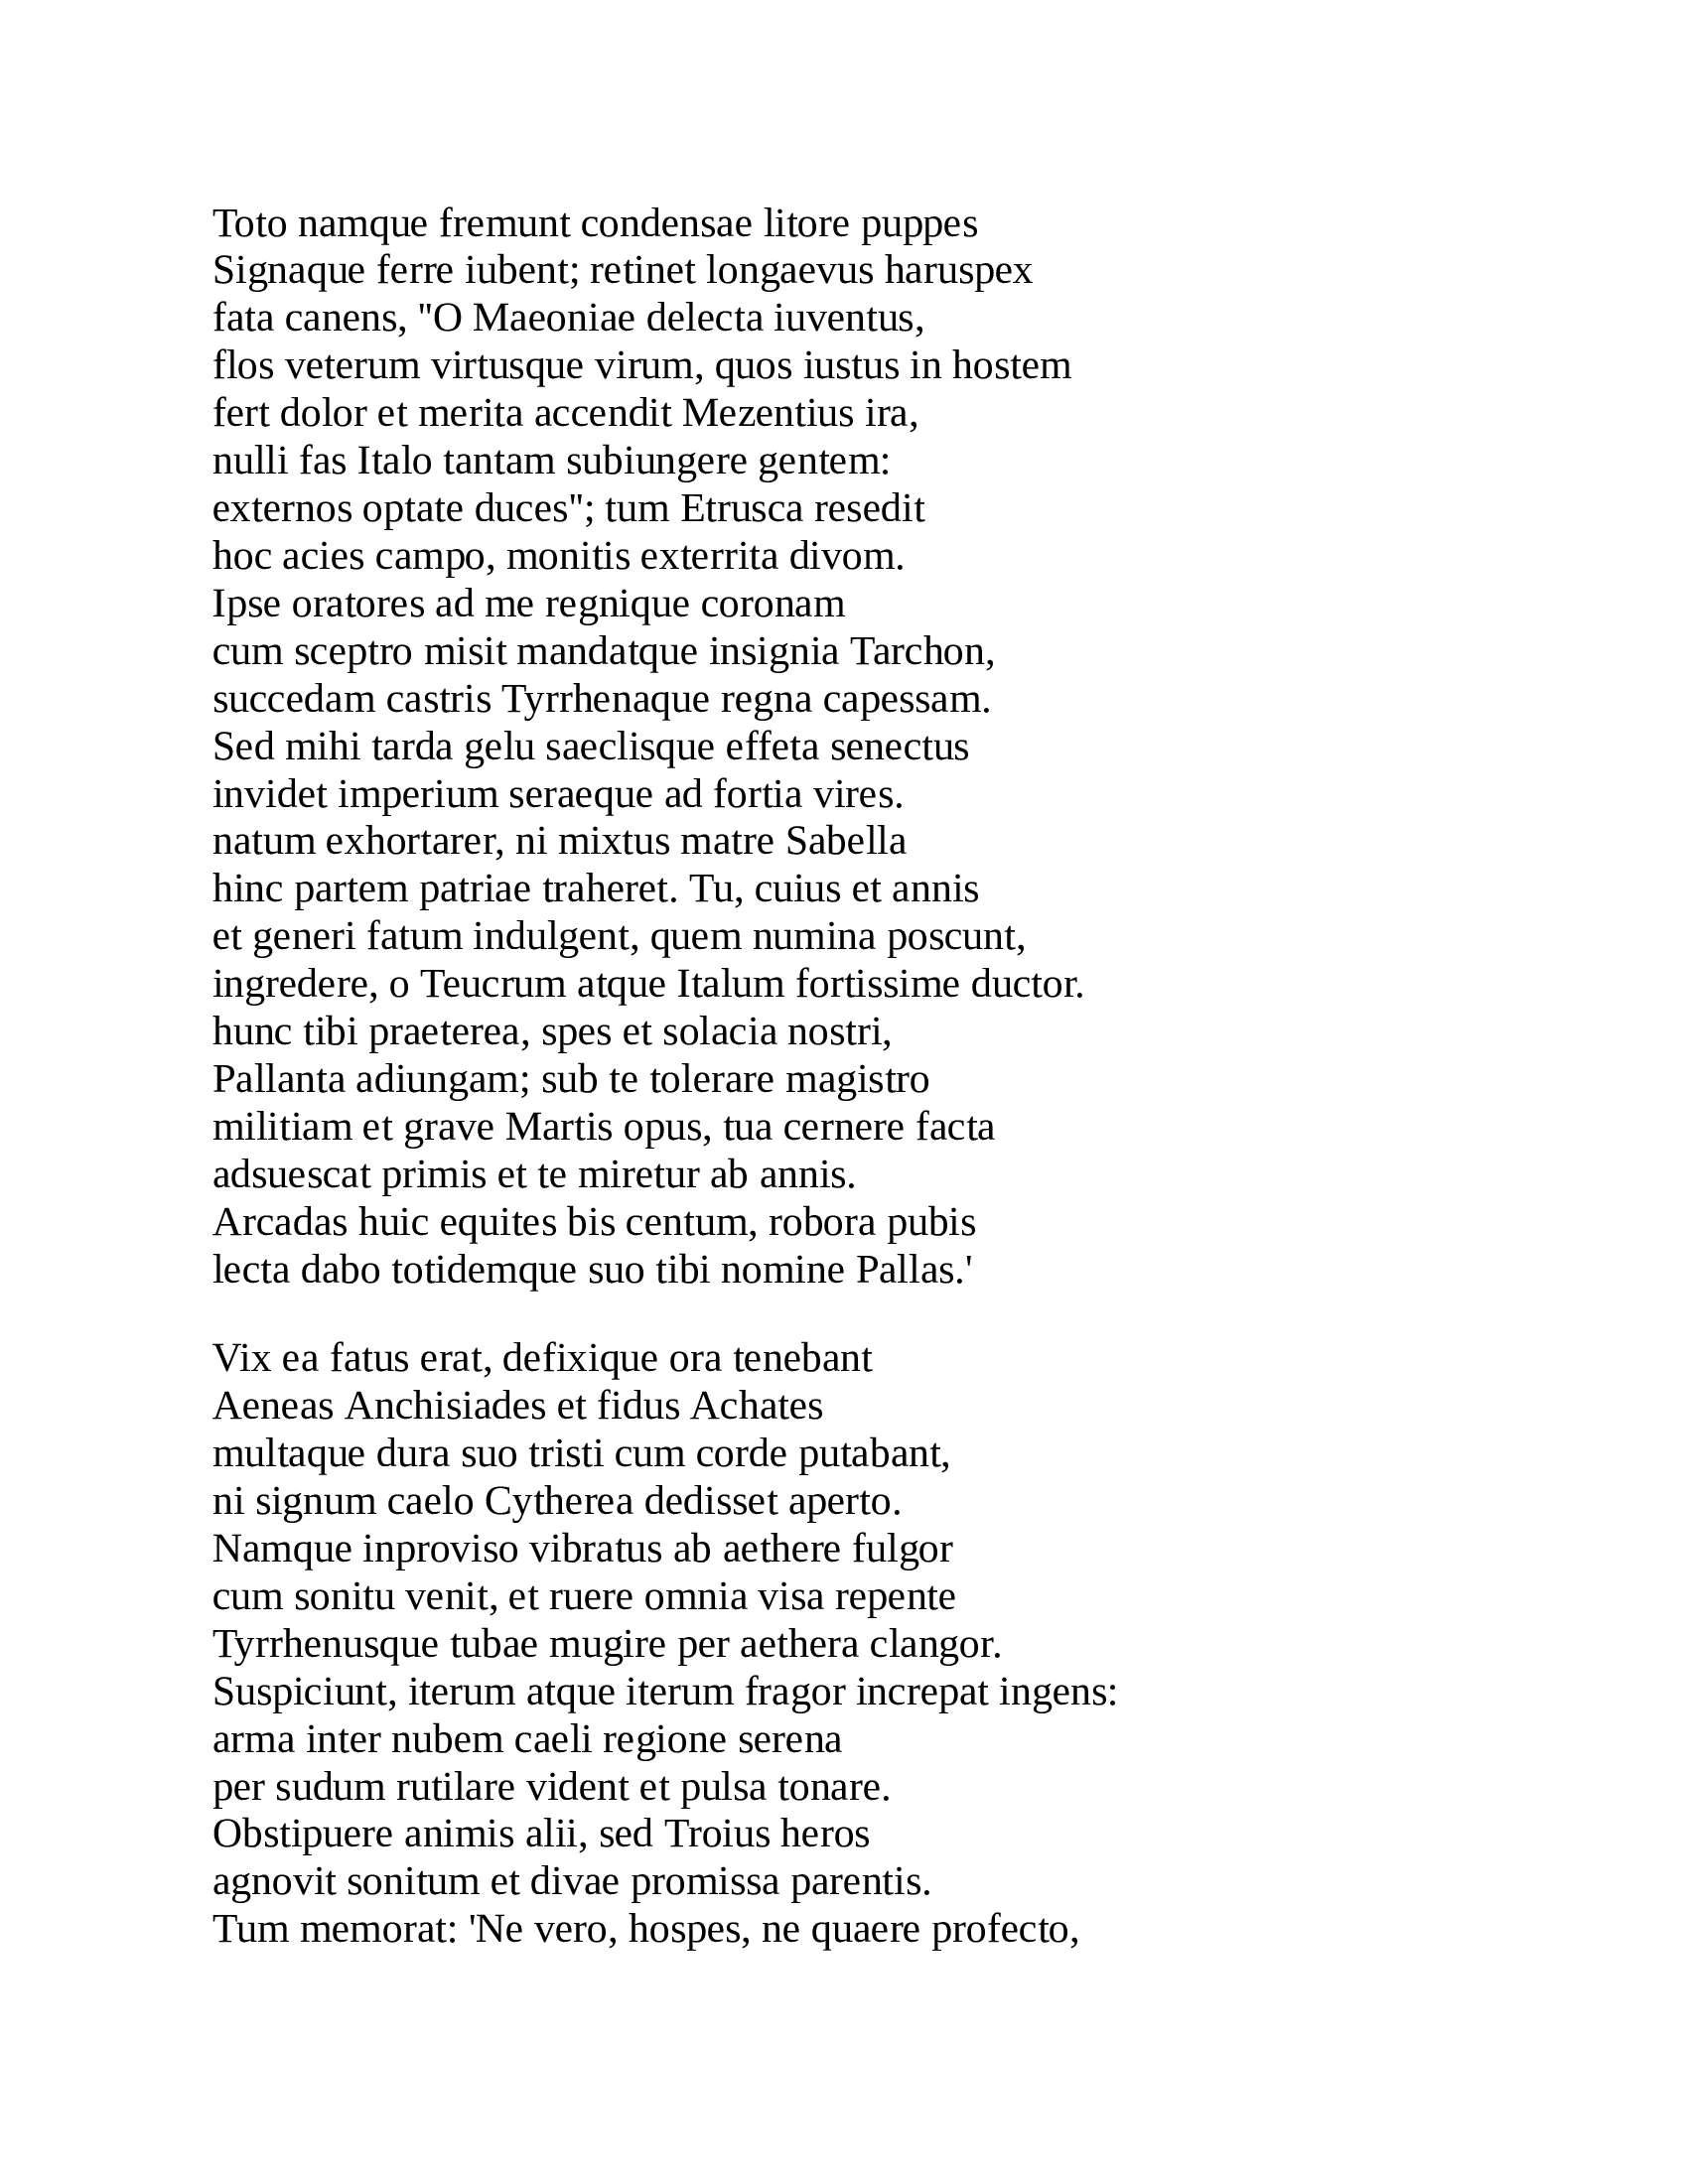 Toto namque fremunt condensae litore puppes
Signaque ferre iubent; retinet longaevus haruspex
fata canens, "O Maeoniae delecta iuventus,
flos veterum virtusque virum, quos iustus in hostem
fert dolor et merita accendit Mezentius ira,
nulli fas Italo tantam subiungere gentem:
externos optate duces"; tum Etrusca resedit
hoc acies campo, monitis exterrita divom.
Ipse oratores ad me regnique coronam
cum sceptro misit mandatque insignia Tarchon,
succedam castris Tyrrhenaque regna capessam.
Sed mihi tarda gelu saeclisque effeta senectus
invidet imperium seraeque ad fortia vires.
natum exhortarer, ni mixtus matre Sabella
hinc partem patriae traheret. Tu, cuius et annis
et generi fatum indulgent, quem numina poscunt,
ingredere, o Teucrum atque Italum fortissime ductor.
hunc tibi praeterea, spes et solacia nostri,
Pallanta adiungam; sub te tolerare magistro
militiam et grave Martis opus, tua cernere facta
adsuescat primis et te miretur ab annis.
Arcadas huic equites bis centum, robora pubis
lecta dabo totidemque suo tibi nomine Pallas.'

Vix ea fatus erat, defixique ora tenebant
Aeneas Anchisiades et fidus Achates
multaque dura suo tristi cum corde putabant,
ni signum caelo Cytherea dedisset aperto.
Namque inproviso vibratus ab aethere fulgor
cum sonitu venit, et ruere omnia visa repente
Tyrrhenusque tubae mugire per aethera clangor.
Suspiciunt, iterum atque iterum fragor increpat ingens:
arma inter nubem caeli regione serena
per sudum rutilare vident et pulsa tonare.
Obstipuere animis alii, sed Troius heros
agnovit sonitum et divae promissa parentis.
Tum memorat: 'Ne vero, hospes, ne quaere profecto,